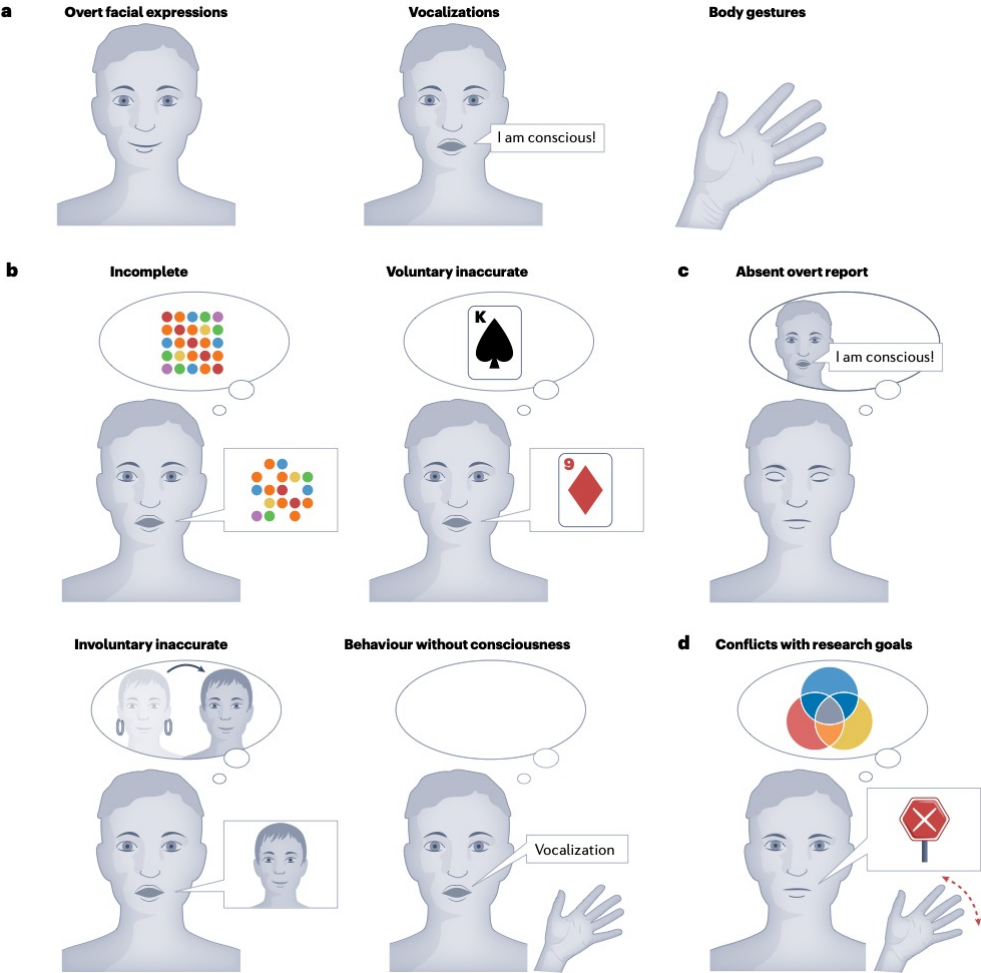 a
Overt facial expressions
Vocalizations
Body gestures
I am conscious!
b
Incomplete
Voluntary inaccurate
c
Absent overt report
K
I am conscious!
9
Involuntary inaccurate
Behaviour without consciousness
d
Conflicts with research goals
Vocalization